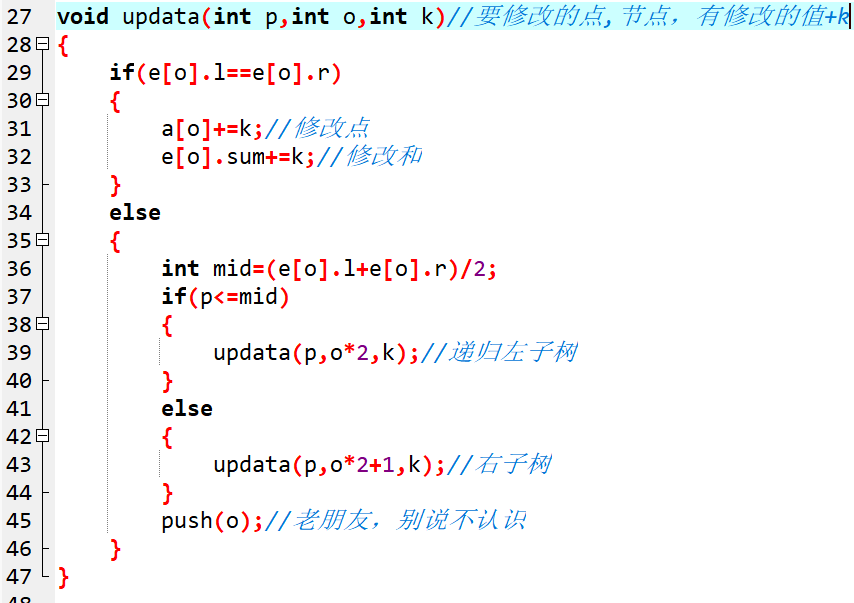 27 void updata(int p,int o,int k)//要修改的点,节点，有修改的值+k
28 {
29 if(e[o].l==e[o].r)
30 {
31 a[o]+=k;//修改点
32 e[o].sum+=k;//修改和
33 }
34 else
35 {
36 int mid=(e[o].l+e[o].r)/2;
37 if(p<=mid)
38 {
39 updata(p,o*2,k);//递归左子树
40 }
41 else
42 {
43 updata(p,o*2+1,k);//右子树
44 }
45 push(o);//老朋友，别说不认识
46 }
47 }
48